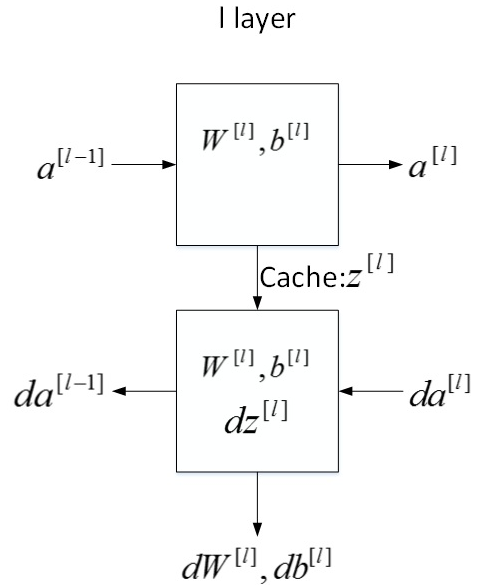 l layer
W^[l], b^[l]
a^[l-1] a^[l]
Cache:z^[l]
W^[l], b^[l]
da^[l-1] da^[l]
dz^[l]
dW^[l], db^[l]